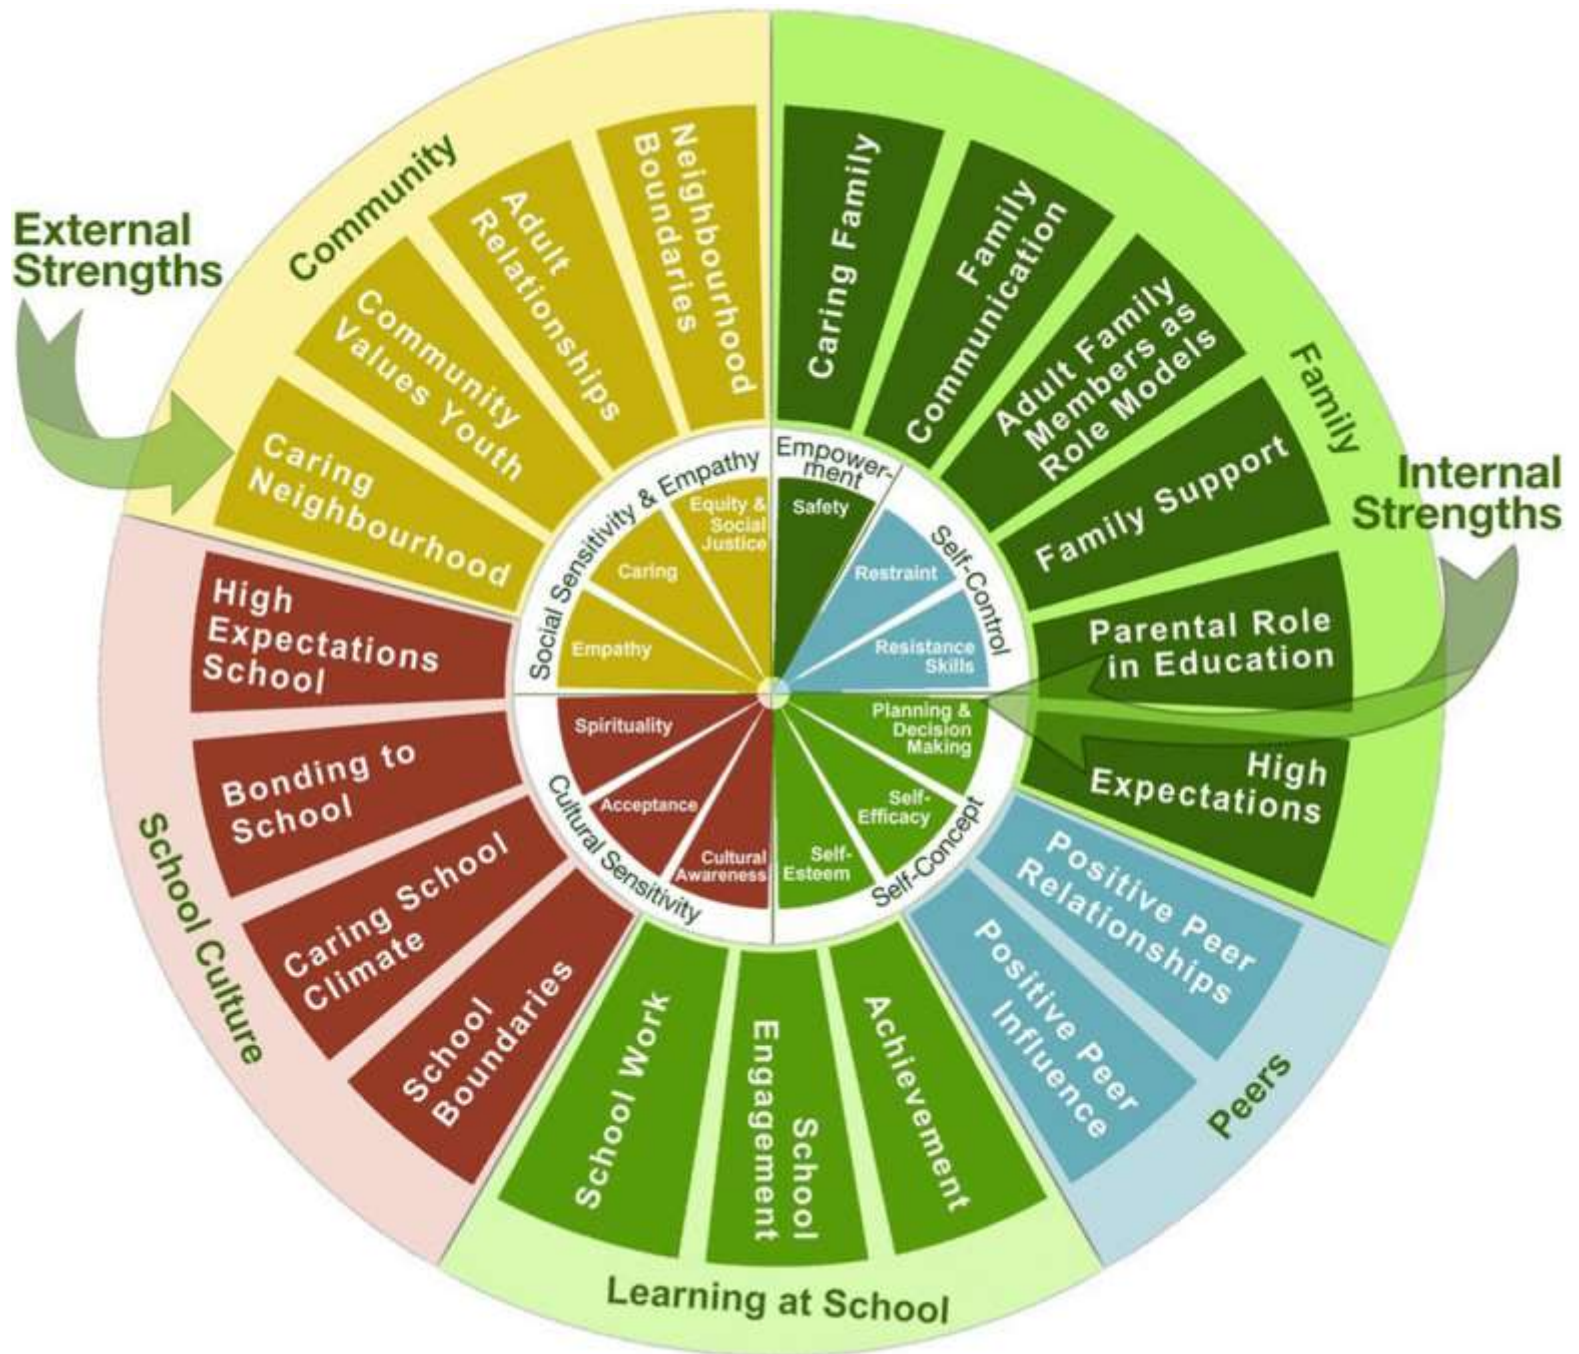 External
Strengths
Internal
Strengths
Community
Caring
Neighbourhood
Community
Values Youth
Adult
Relationships
Neighbourhood
Boundaries
Family
Caring Family
Family
Communication
Adult Family
Members as
Role Models
Family Support
Parental Role
in Education
High
Expectations
Peers
Positive Peer
Relationships
Positive Peer
Influence
Learning at School
Achievement
School
Engagement
School Work
School Culture
School
Boundaries
Caring School
Climate
Bonding to
School
High
Expectations
School
Social Sensitivity & Empathy
Empathy
Caring
Equity &
Social
Justice
Empower-
ment
Safety
Self-Control
Restraint
Resistance
Skills
Self-Concept
Planning &
Decision
Making
Self-
Efficacy
Self-
Esteem
Cultural Sensitivity
Cultural
Awareness
Acceptance
Spirituality